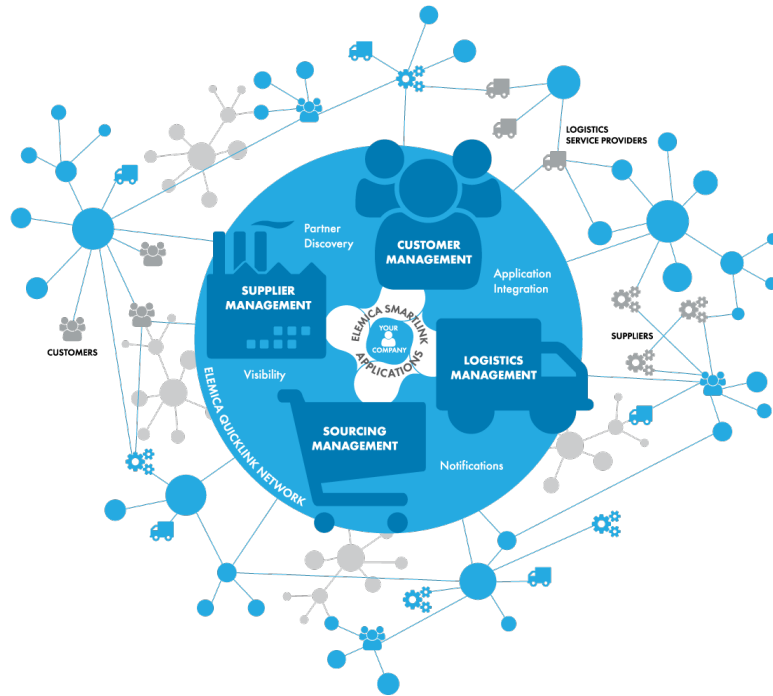 LOGISTICS
SERVICE PROVIDERS
Partner
Discovery
CUSTOMER
MANAGEMENT
Application
Integration
SUPPLIER
MANAGEMENT
ELEMICA SMARTLINK
APPLICATIONS
YOUR
COMPANY
LOGISTICS
MANAGEMENT
SUPPLIERS
CUSTOMERS
Visibility
ELEMICA QUICKLINK NETWORK
SOURCING
MANAGEMENT
Notifications